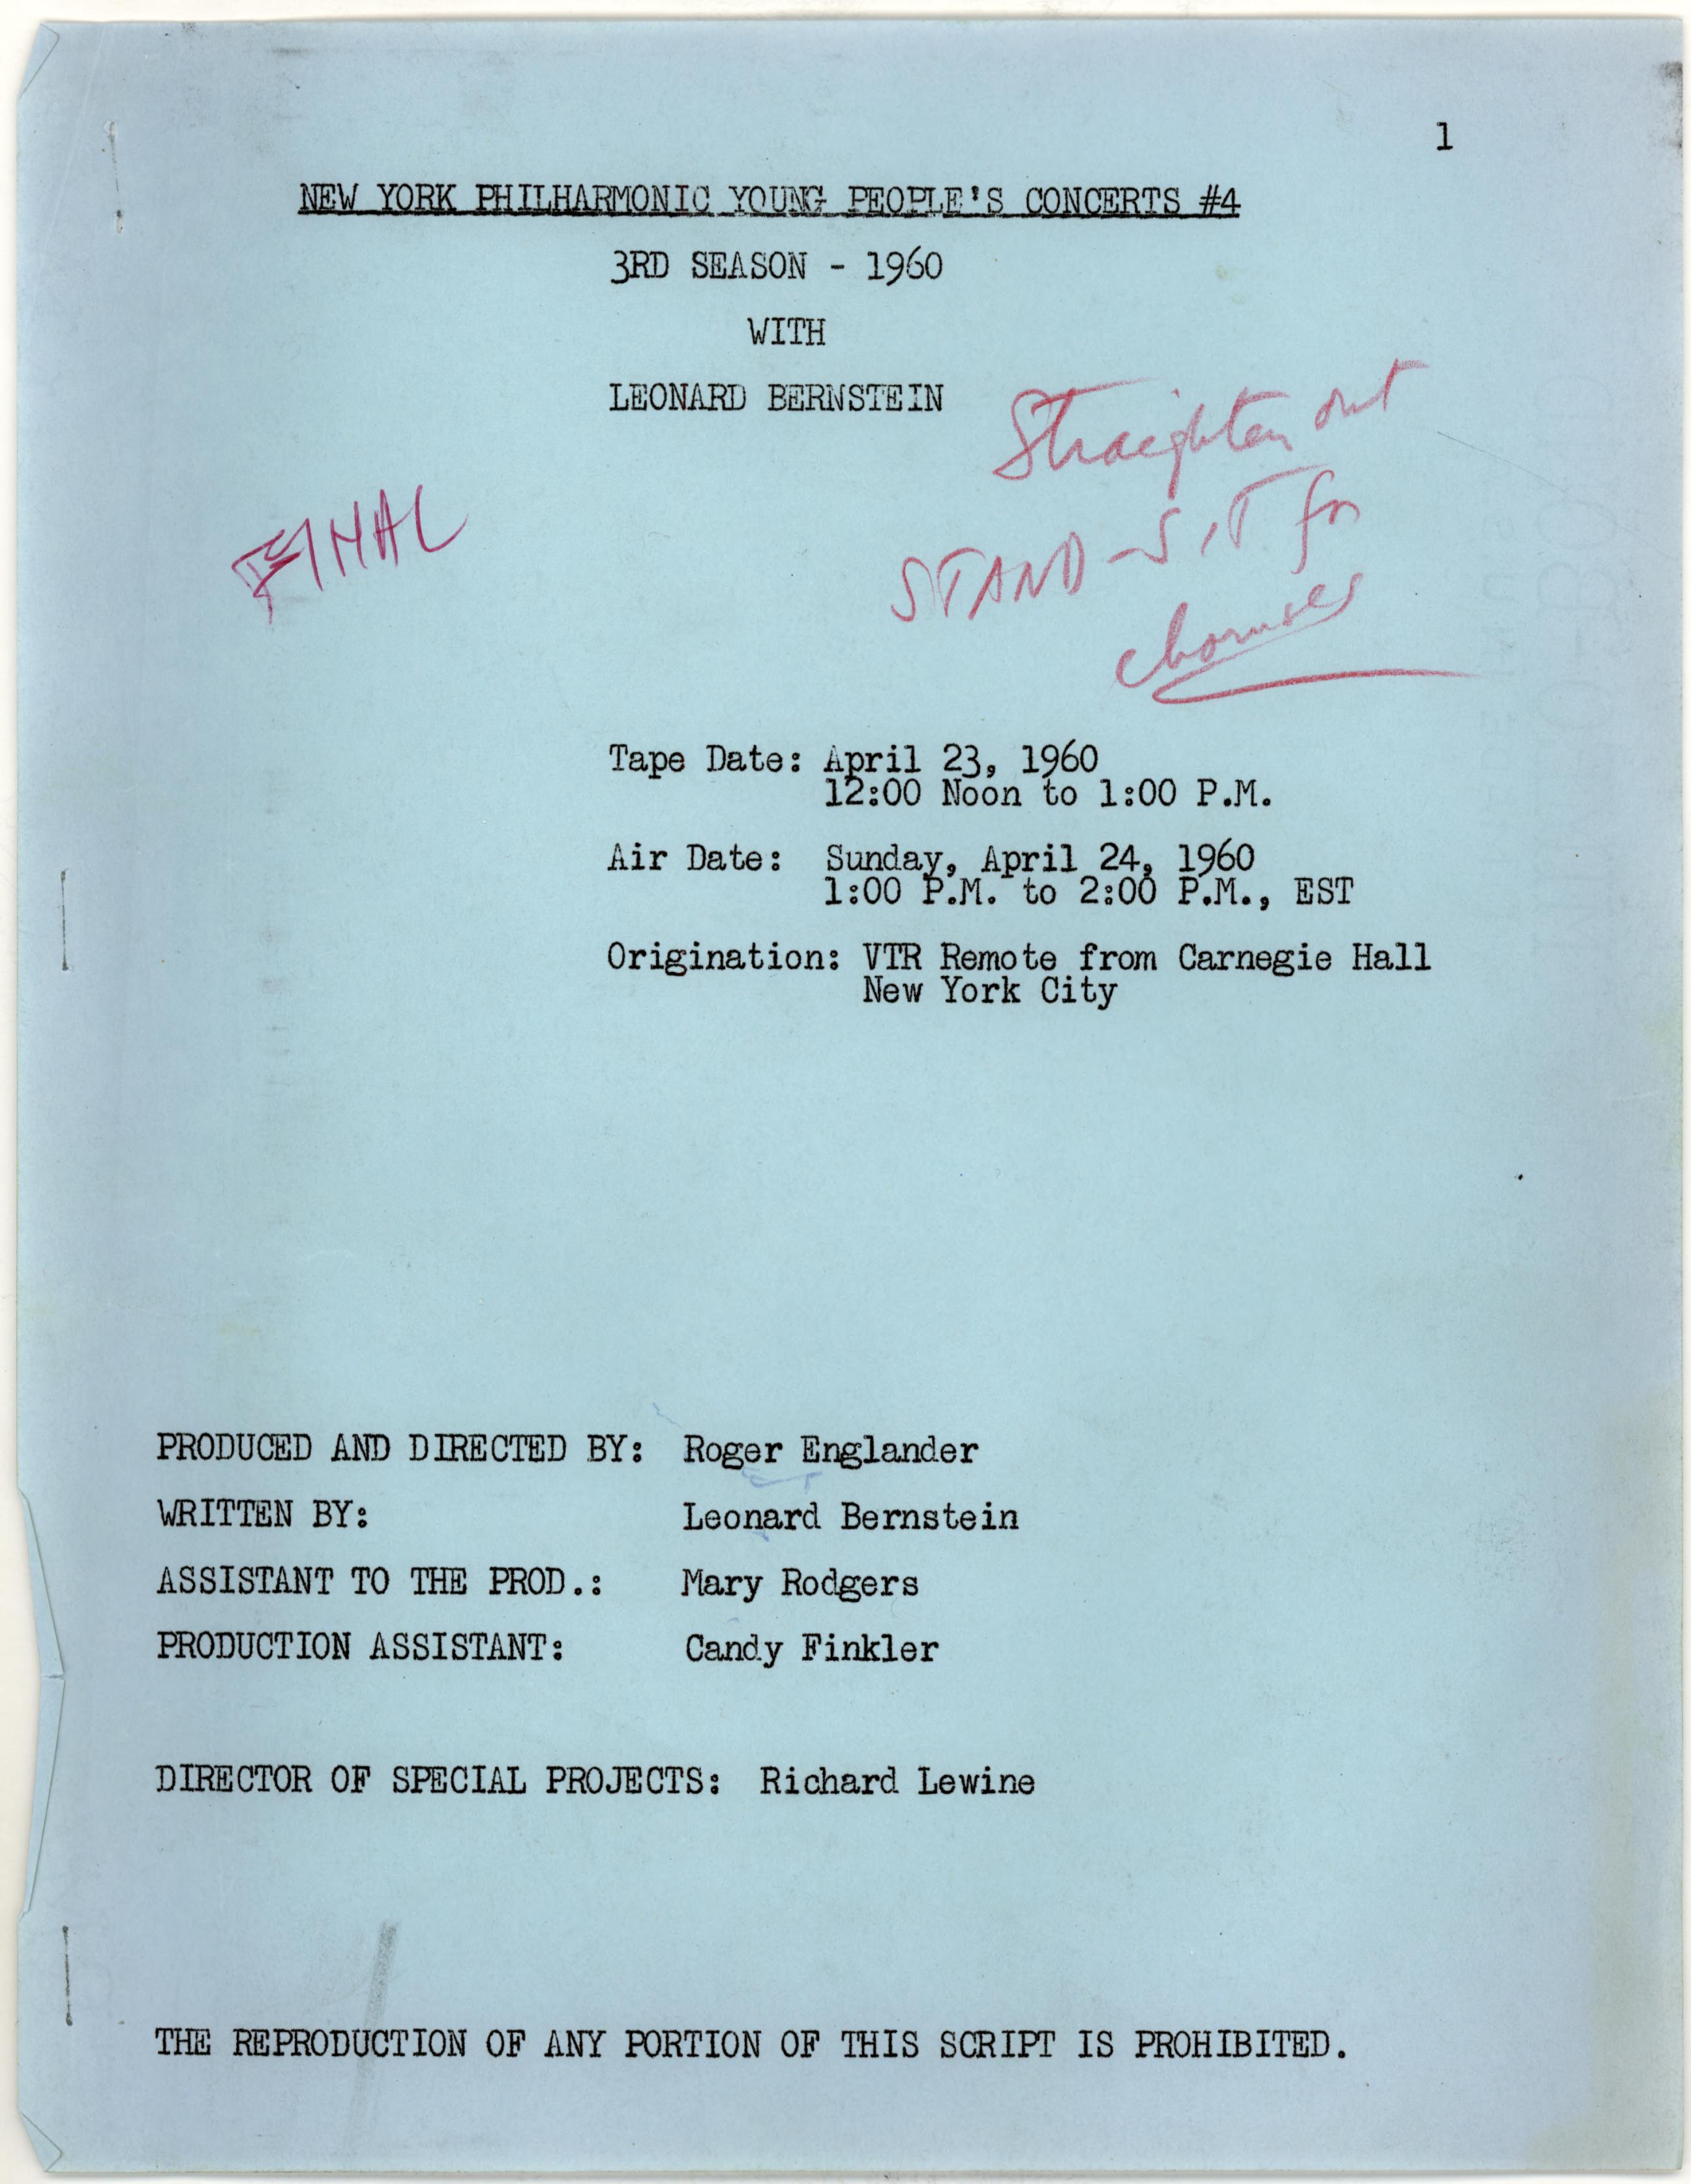 1
NEW YORK PHILHARMONIC YOUNG PEOPLE'S CONCERTS #4
3RD SEASON - 1960
WITH
LEONARD BERNSTEIN
Straighten out
STAND-SIT for
choruses
FINAL
Tape Date: April 23, 1960
12:00 Noon to 1:00 P.M.
Air Date: Sunday, April 24, 1960
1:00 P.M. to 2:00 P.M., EST
Origination: VTR Remote from Carnegie Hall
New York City
PRODUCED AND DIRECTED BY: Roger Englander
WRITTEN BY: Leonard Bernstein
ASSISTANT TO THE PROD.: Mary Rodgers
PRODUCTION ASSISTANT: Candy Finkler
DIRECTOR OF SPECIAL PROJECTS: Richard Lewine
THE REPRODUCTION OF ANY PORTION OF THIS SCRIPT IS PROHIBITED.